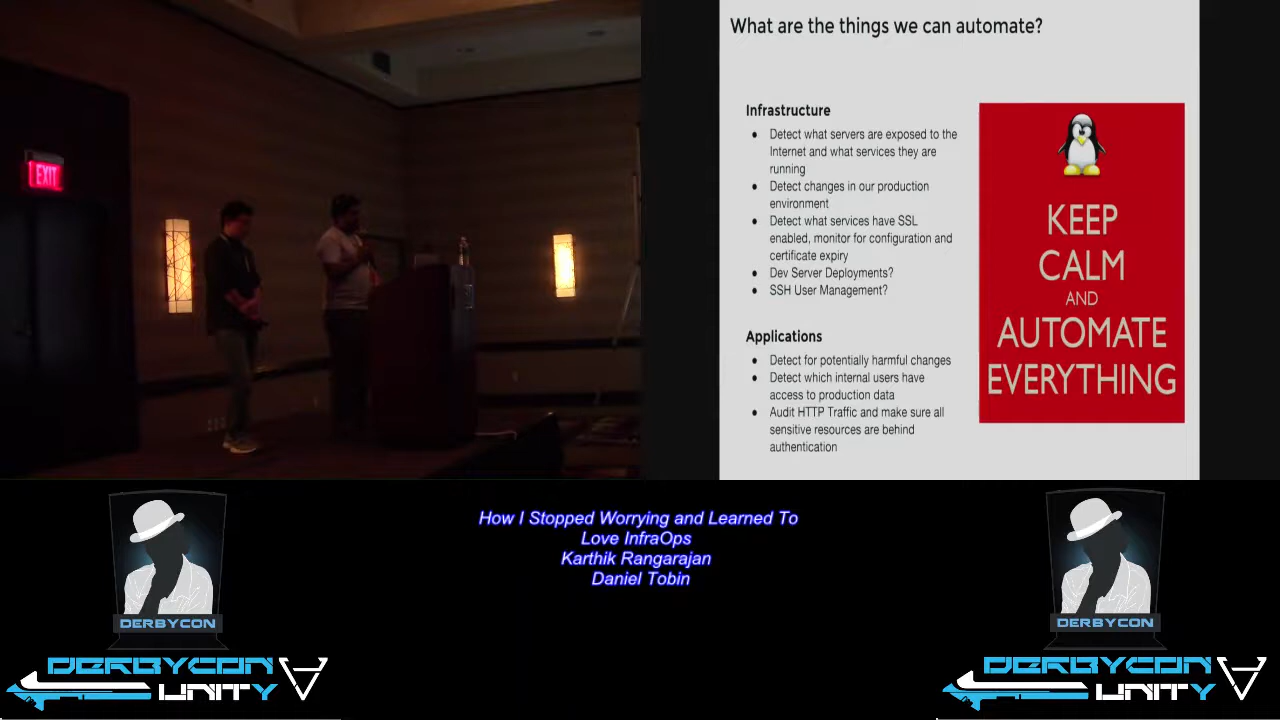 EXIT
What are the things we can automate?
Infrastructure
● Detect what servers are exposed to the
Internet and what services they are
running
● Detect changes in our production
environment
● Detect what services have SSL
enabled, monitor for configuration and
certificate expiry
● Dev Server Deployments?
● SSH User Management?
Applications
● Detect for potentially harmful changes
● Detect which internal users have
access to production data
● Audit HTTP Traffic and make sure all
sensitive resources are behind
authentication
KEEP
CALM
AND
AUTOMATE
EVERYTHING
How I Stopped Worrying and Learned To
Love InfraOps
Karthik Rangarajan
Daniel Tobin
DERBYCON
DERBYCON
UNITY
DERBYCON
DERBYCON
UNITY